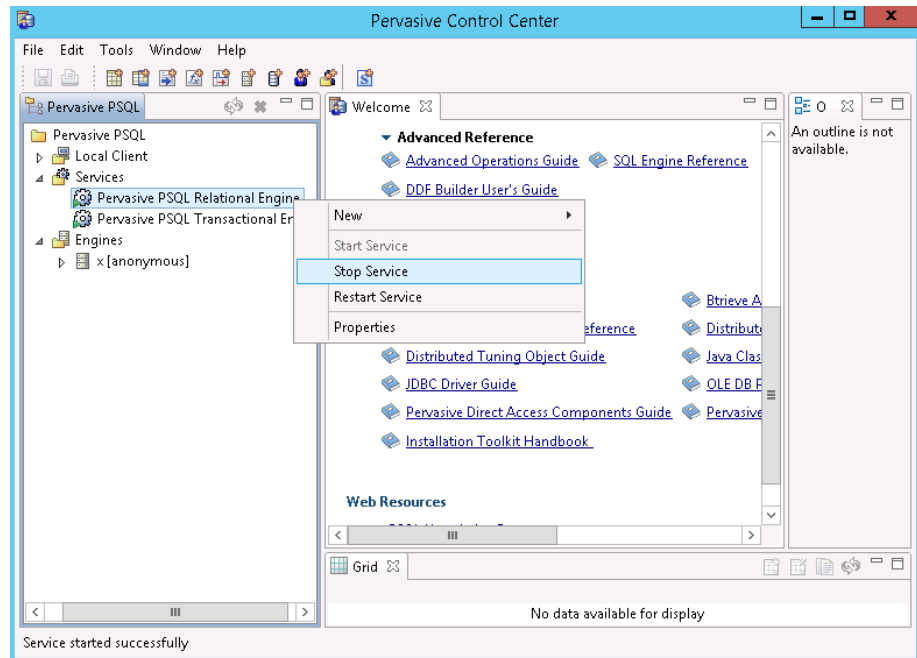 Pervasive Control Center
File Edit Tools Window Help
Pervasive PSQL
Pervasive PSQL
Local Client
Services
Pervasive PSQL Relational Engine
Pervasive PSQL Transactional En
Engines
x [anonymous]
New
Start Service
Stop Service
Restart Service
Properties
Welcome
Advanced Reference
Advanced Operations Guide SQL Engine Reference
DDF Builder User's Guide
Btrieve A
eference Distribut
Distributed Tuning Object Guide Java Clas
JDBC Driver Guide OLE DB P
Pervasive Direct Access Components Guide Pervasive
Installation Toolkit Handbook
Web Resources
O
An outline is not
available.
Grid
No data available for display
Service started successfully